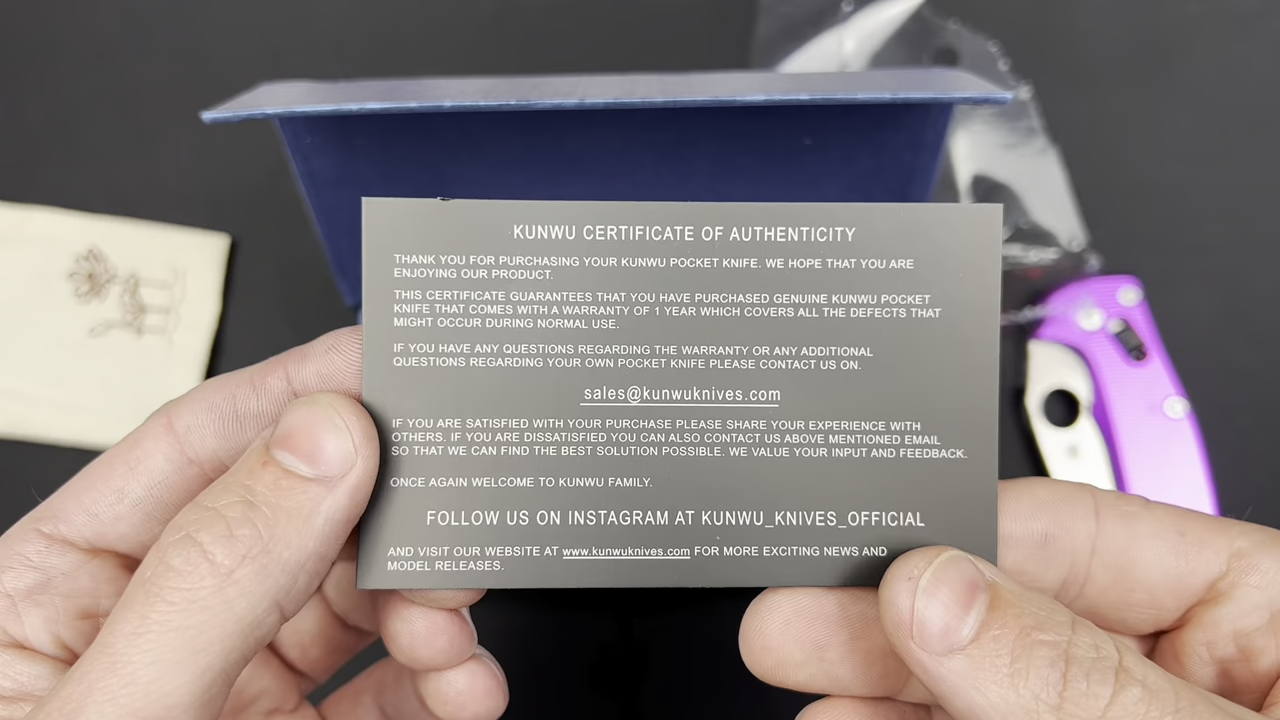 KUNWU CERTIFICATE OF AUTHENTICITY
THANK YOU FOR PURCHASING YOUR KUNWU POCKET KNIFE. WE HOPE THAT YOU ARE
ENJOYING OUR PRODUCT.
THIS CERTIFICATE GUARANTEES THAT YOU HAVE PURCHASED GENUINE KUNWU POCKET
KNIFE THAT COMES WITH A WARRANTY OF 1 YEAR WHICH COVERS ALL THE DEFECTS THAT
MIGHT OCCUR DURING NORMAL USE.
IF YOU HAVE ANY QUESTIONS REGARDING THE WARRANTY OR ANY ADDITIONAL
QUESTIONS REGARDING YOUR OWN POCKET KNIFE PLEASE CONTACT US ON.
sales@kunwuknives.com
IF YOU ARE SATISFIED WITH YOUR PURCHASE PLEASE SHARE YOUR EXPERIENCE WITH
OTHERS. IF YOU ARE DISSATISFIED YOU CAN ALSO CONTACT US ABOVE MENTIONED EMAIL
SO THAT WE CAN FIND THE BEST SOLUTION POSSIBLE. WE VALUE YOUR INPUT AND FEEDBACK.
ONCE AGAIN WELCOME TO KUNWU FAMILY.
FOLLOW US ON INSTAGRAM AT KUNWU_KNIVES_OFFICIAL
AND VISIT OUR WEBSITE AT www.kunwuknives.com FOR MORE EXCITING NEWS AND
MODEL RELEASES.